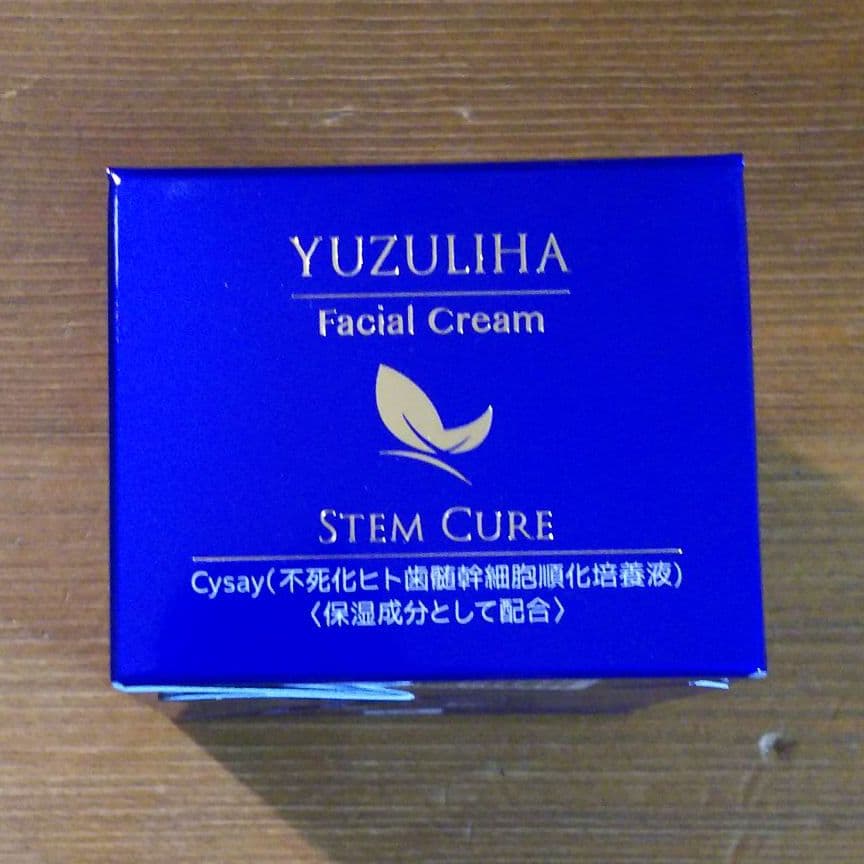 YUZULIHA
Facial Cream
STEM CURE
Cysay(不死化ヒト歯髄幹細胞順化培養液)
〈保湿成分として配合〉